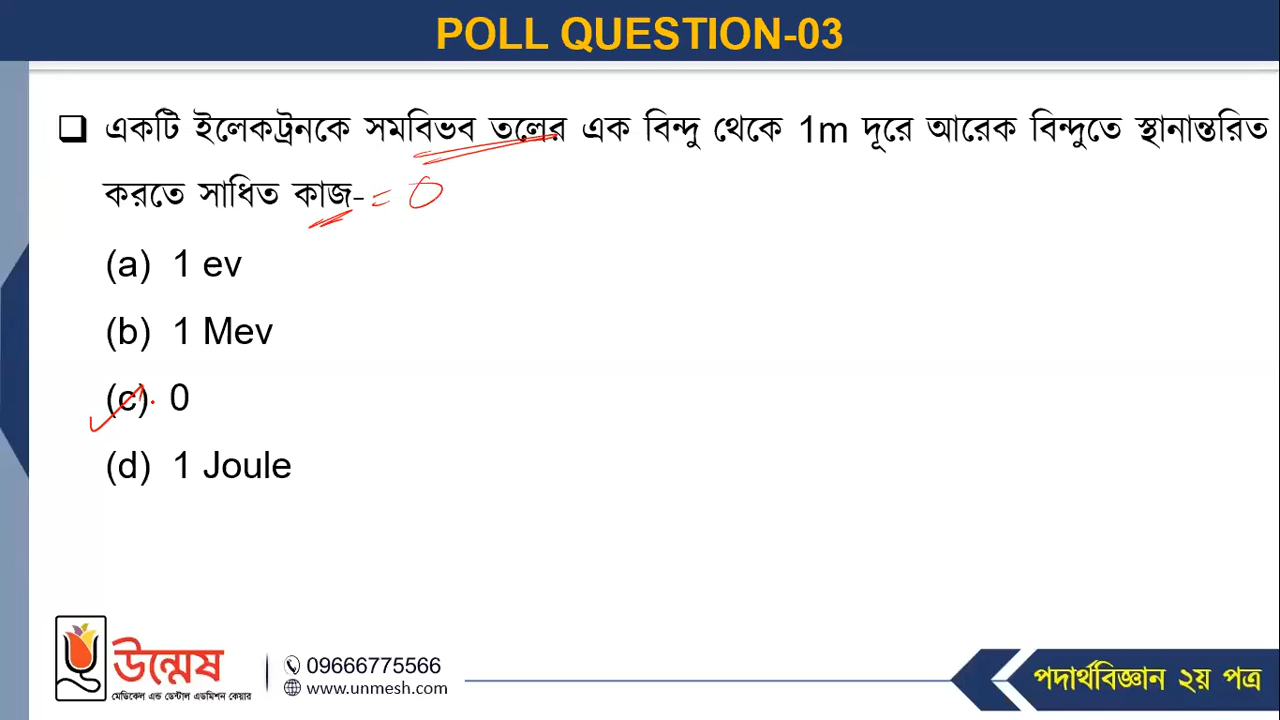 POLL QUESTION-03
একটি ইলেকট্রনকে সমবিভব তলের এক বিন্দু থেকে 1m দূরে আরেক বিন্দুতে স্থানান্তরিত
করতে সাধিত কাজ- = 0
(a) 1 ev
(b) 1 Mev
(c) 0
(d) 1 Joule
উন্মেষ
মেডিকেল এন্ড ডেন্টাল এডমিশন কেয়ার
09666775566
www.unmesh.com
পদার্থবিজ্ঞান ২য় পত্র